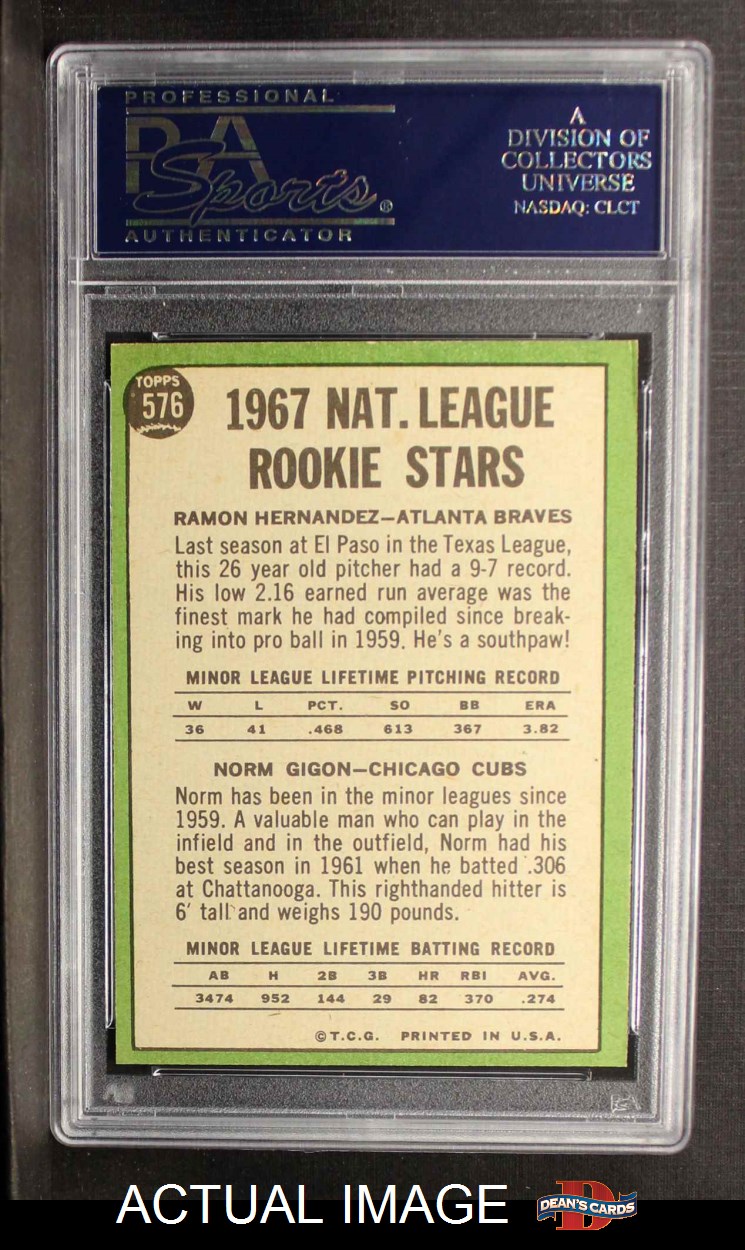 PROFESSIONAL
PSA
Sports®
AUTHENTICATOR
A
DIVISION OF
COLLECTORS
UNIVERSE
NASDAQ: CLCT
TOPPS
576
1967 NAT. LEAGUE
ROOKIE STARS
RAMON HERNANDEZ—ATLANTA BRAVES
Last season at El Paso in the Texas League,
this 26 year old pitcher had a 9-7 record.
His low 2.16 earned run average was the
finest mark he had compiled since break-
ing into pro ball in 1959. He's a southpaw!
MINOR LEAGUE LIFETIME PITCHING RECORD
W L PCT. SO BB ERA
36 41 .468 613 367 3.82
NORM GIGON—CHICAGO CUBS
Norm has been in the minor leagues since
1959. A valuable man who can play in the
infield and in the outfield, Norm had his
best season in 1961 when he batted .306
at Chattanooga. This righthanded hitter is
6' tall and weighs 190 pounds.
MINOR LEAGUE LIFETIME BATTING RECORD
AB H 2B 3B HR RBI AVG.
3474 952 144 29 82 370 .274
©T.C.G. PRINTED IN U.S.A.
ACTUAL IMAGE
DEAN'S CARDS